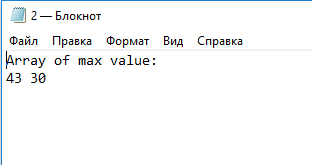 2 — Блокнот
Файл Правка Формат Вид Справка
Array of max value:
43 30